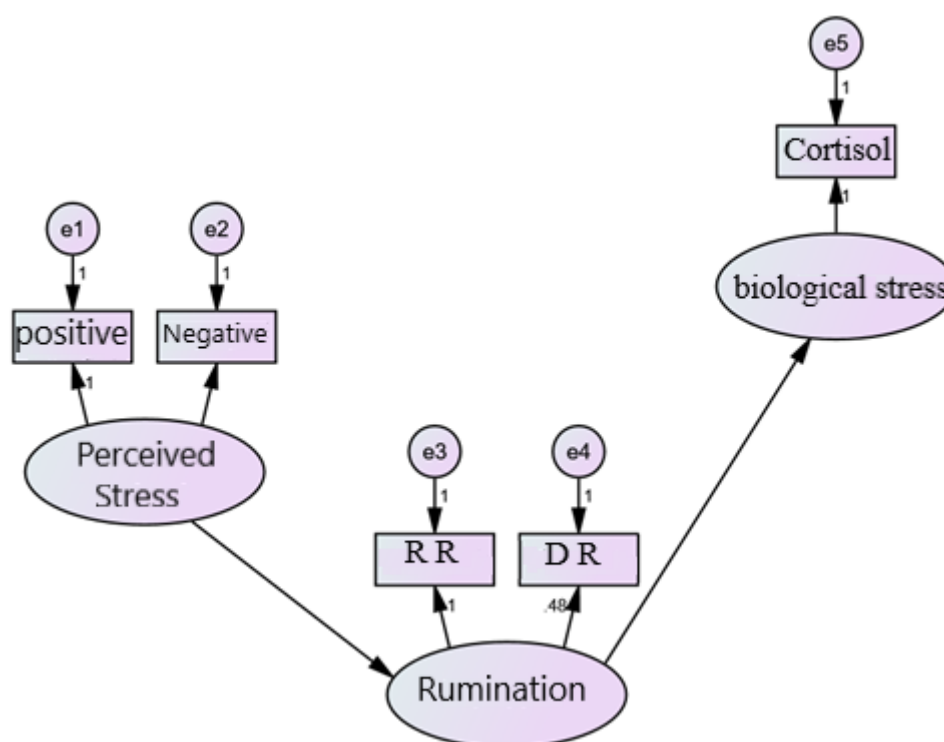 e5
1
Cortisol
1
biological stress
e1
e2
1
1
positive
Negative
1
Perceived
Stress
e3
e4
1
1
R R
D R
1
.48
Rumination